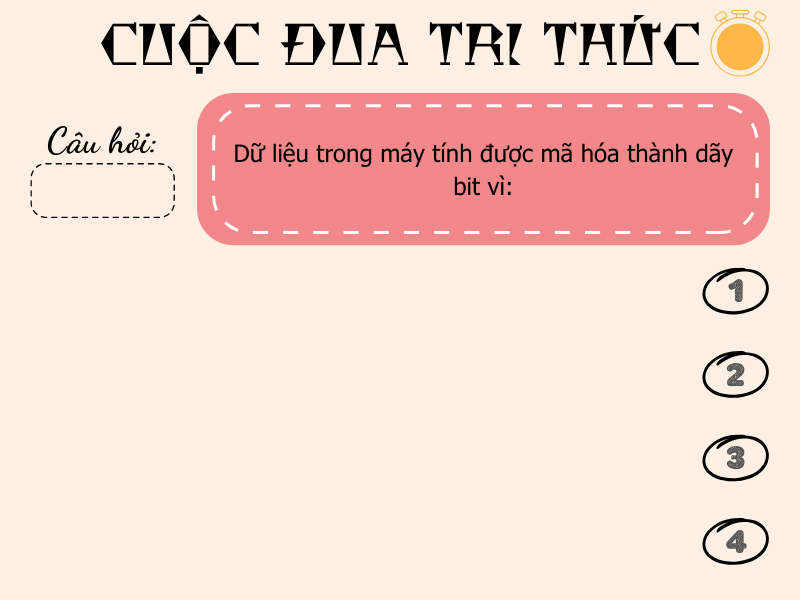 CUỘC ĐUA TRI THỨC
Câu hỏi:
Dữ liệu trong máy tính được mã hóa thành dãy
bit vì:
1
2
3
4